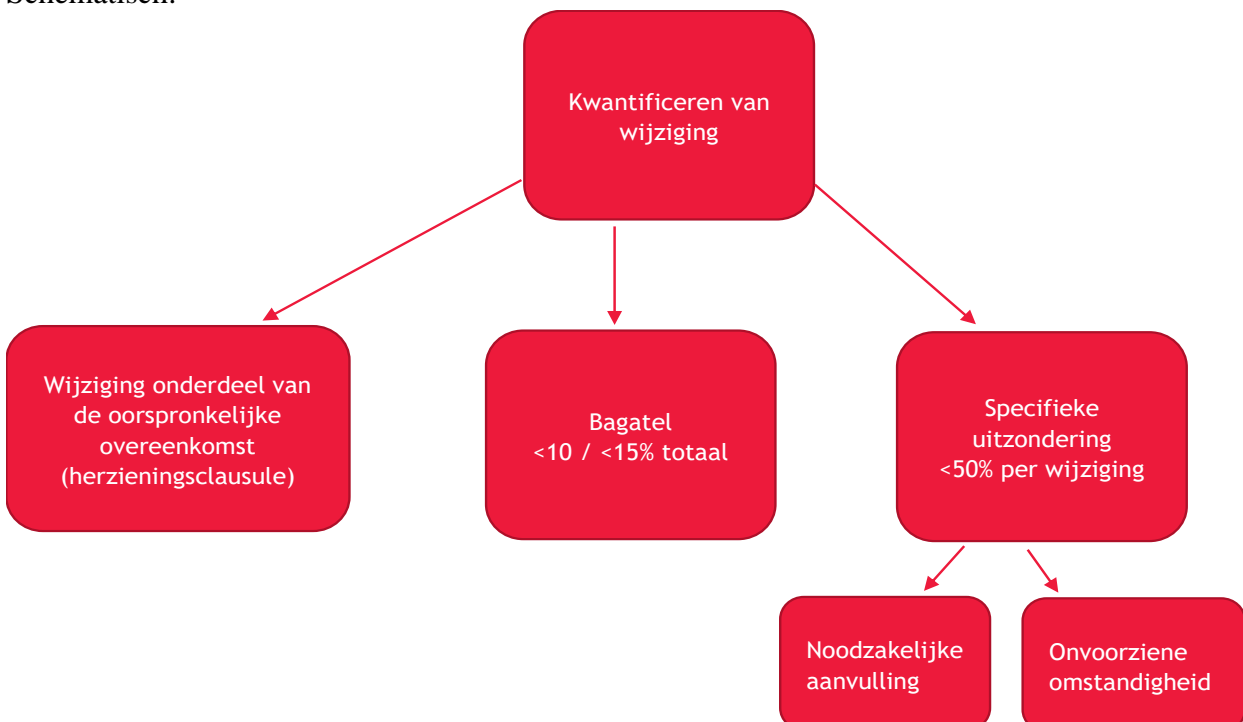 Schematisch:
Kwantificeren van
wijziging
Wijziging onderdeel van
de oorspronkelijke
overeenkomst
(herzieningsclausule)
Bagatel
<10 / <15% totaal
Specifieke
uitzondering
<50% per wijziging
Noodzakelijke
aanvulling
Onvoorziene
omstandigheid